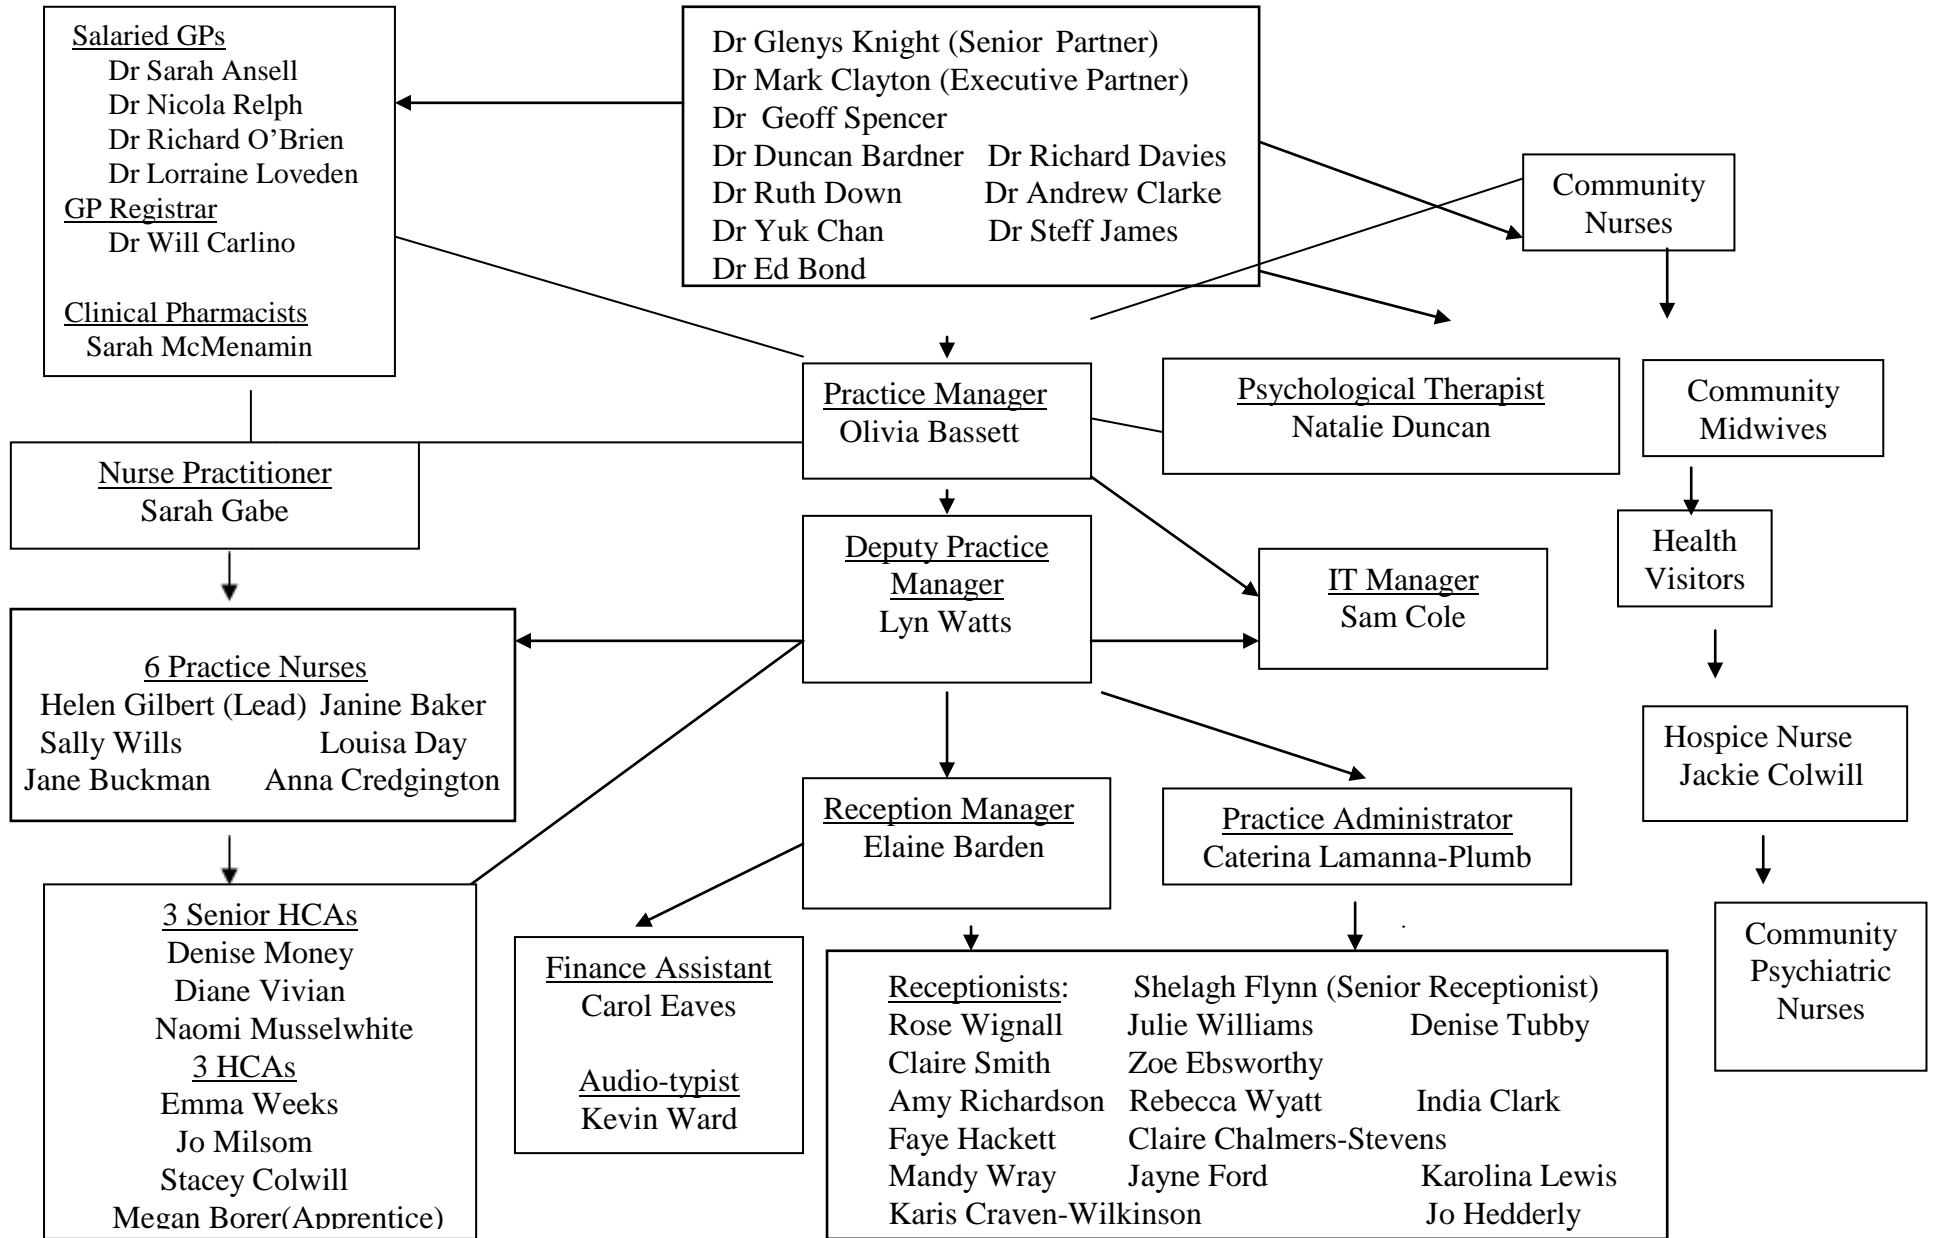 Salaried GPs
Dr Sarah Ansell
Dr Nicola Relph
Dr Richard O’Brien
Dr Lorraine Loveden
GP Registrar
Dr Will Carlino
Clinical Pharmacists
Sarah McMenamin
Dr Glenys Knight (Senior Partner)
Dr Mark Clayton (Executive Partner)
Dr Geoff Spencer
Dr Duncan Bardner Dr Richard Davies
Dr Ruth Down Dr Andrew Clarke
Dr Yuk Chan Dr Steff James
Dr Ed Bond
Community
Nurses
Practice Manager
Olivia Bassett
Psychological Therapist
Natalie Duncan
Community
Midwives
Nurse Practitioner
Sarah Gabe
Deputy Practice
Manager
Lyn Watts
IT Manager
Sam Cole
Health
Visitors
6 Practice Nurses
Helen Gilbert (Lead) Janine Baker
Sally Wills Louisa Day
Jane Buckman Anna Credgington
Hospice Nurse
Jackie Colwill
Reception Manager
Elaine Barden
Practice Administrator
Caterina Lamanna-Plumb
3 Senior HCAs
Denise Money
Diane Vivian
Naomi Musselwhite
3 HCAs
Emma Weeks
Jo Milsom
Stacey Colwill
Megan Borer(Apprentice)
Finance Assistant
Carol Eaves
Audio-typist
Kevin Ward
Receptionists: Shelagh Flynn (Senior Receptionist)
Rose Wignall Julie Williams Denise Tubby
Claire Smith Zoe Ebsworthy
Amy Richardson Rebecca Wyatt India Clark
Faye Hackett Claire Chalmers-Stevens
Mandy Wray Jayne Ford Karolina Lewis
Karis Craven-Wilkinson Jo Hedderly
Community
Psychiatric
Nurses